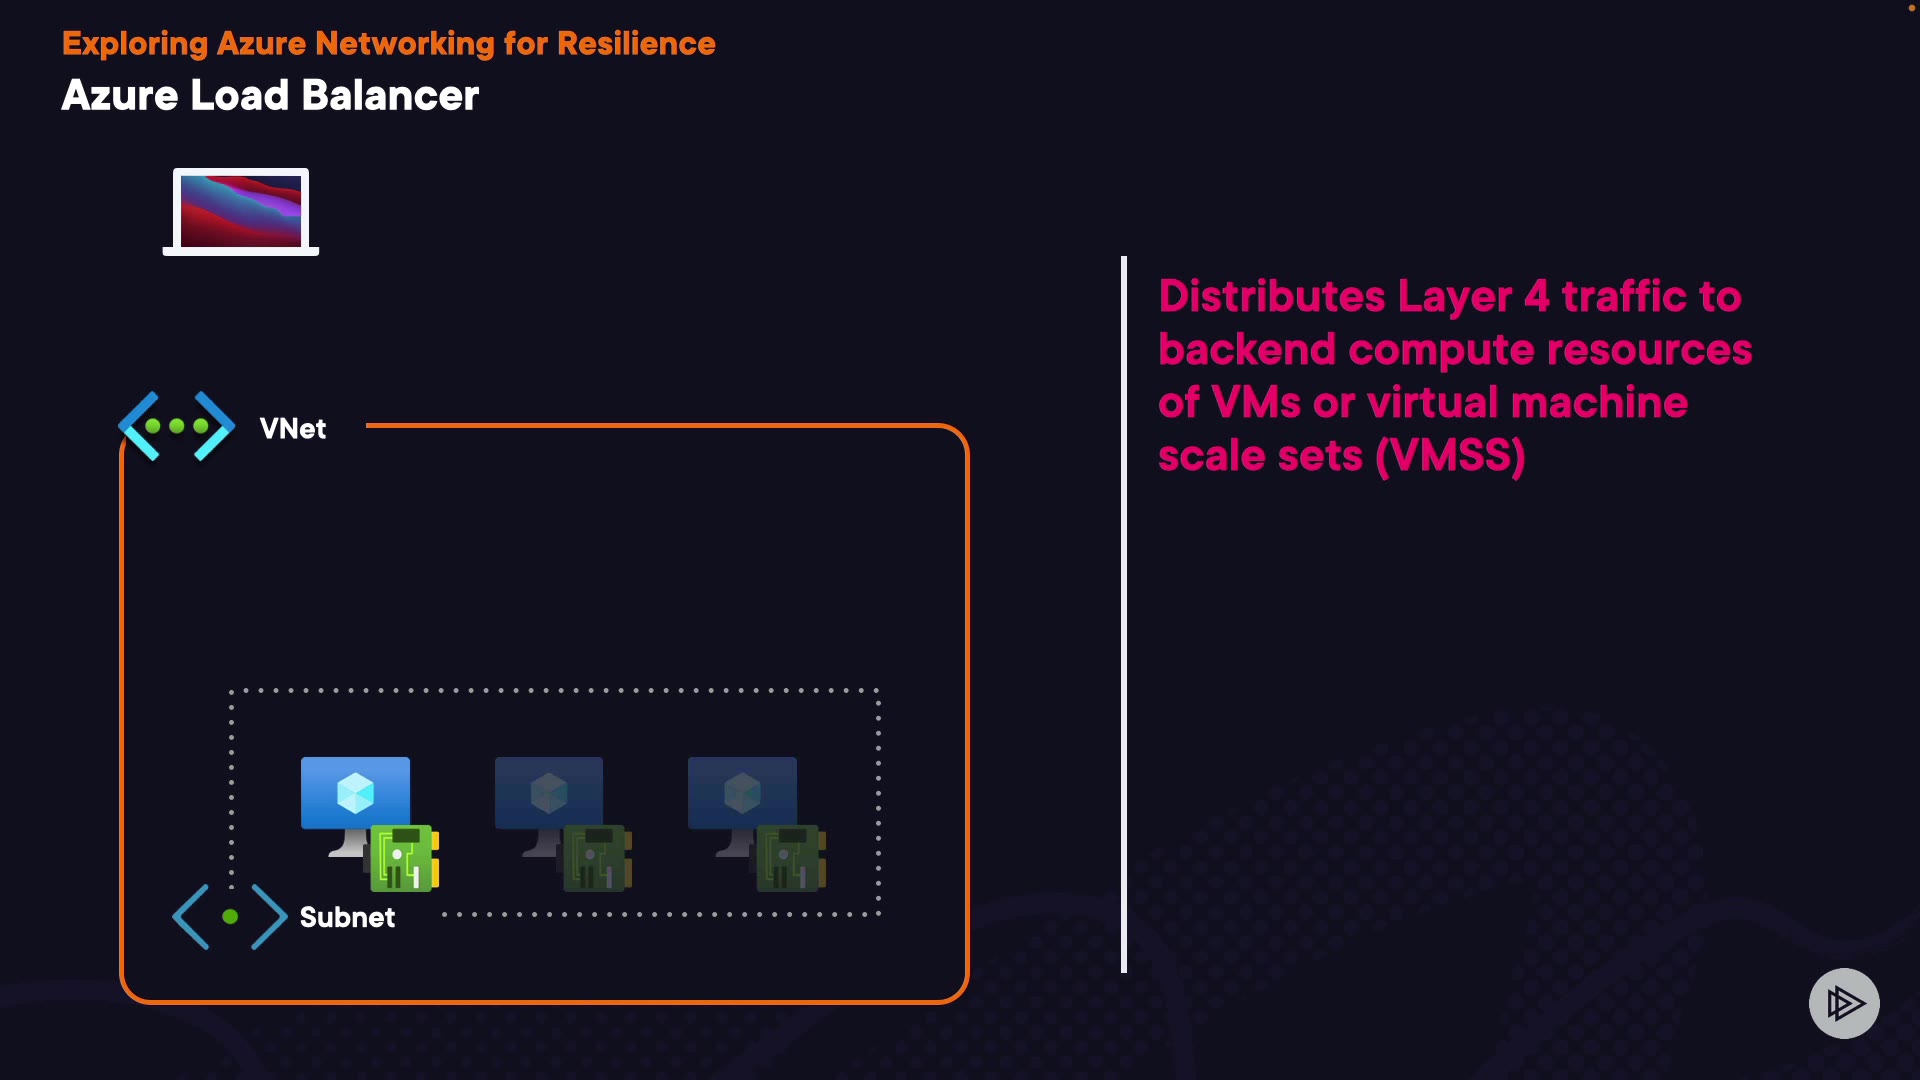 Exploring Azure Networking for Resilience
Azure Load Balancer
Distributes Layer 4 traffic to
backend compute resources
of VMs or virtual machine
scale sets (VMSS)
VNet
Subnet